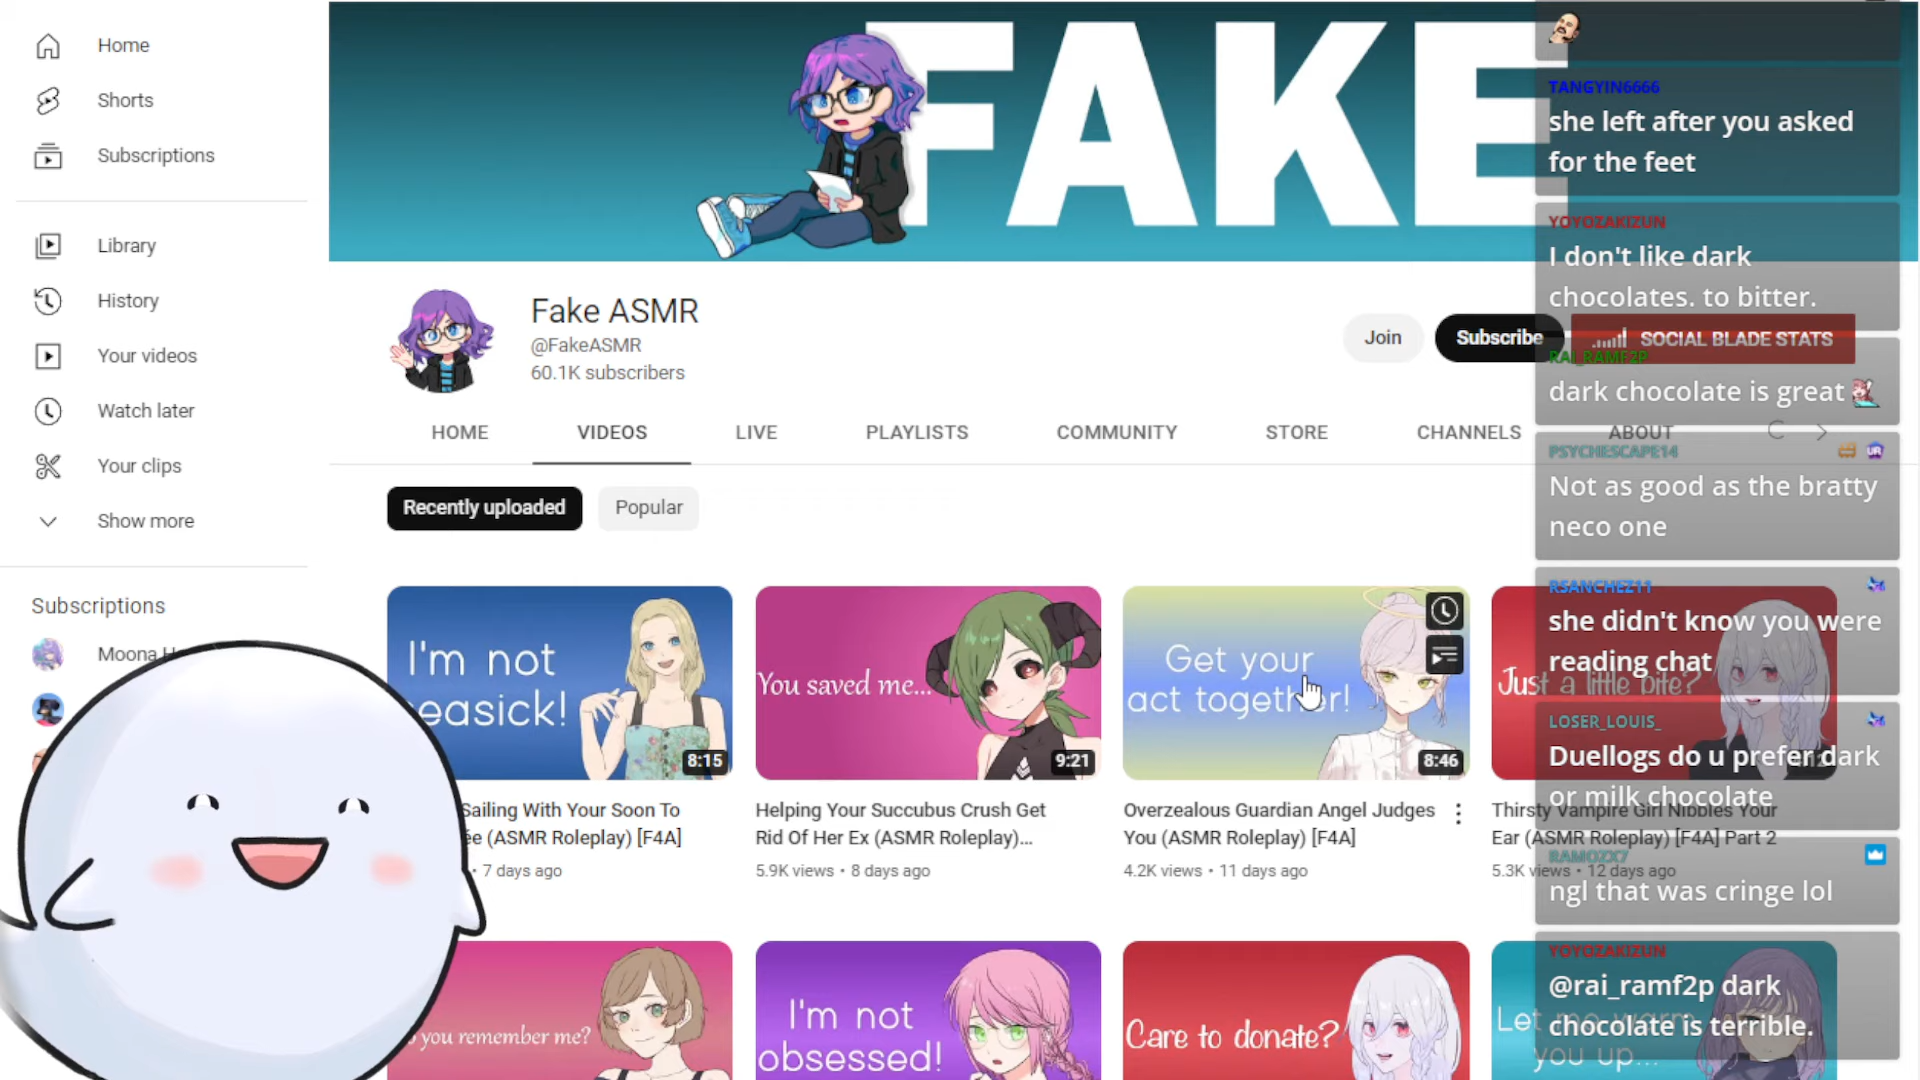 Home
Shorts
Subscriptions
Library
History
Your videos
Watch later
Your clips
Show more
Subscriptions
Moona
FAKE
Fake ASMR
@FakeASMR
60.1K subscribers
Join
Subscribe
SOCIAL BLADE STATS
HOME
VIDEOS
LIVE
PLAYLISTS
COMMUNITY
STORE
CHANNELS
ABOUT
Recently uploaded
Popular
I'm not
seasick!
8:15
Sailing With Your Soon To
(ASMR Roleplay) [F4A]
• 7 days ago
You saved me...
9:21
Helping Your Succubus Crush Get
Rid Of Her Ex (ASMR Roleplay)...
5.9K views • 8 days ago
Get your
act together!
8:46
Overzealous Guardian Angel Judges
You (ASMR Roleplay) [F4A]
4.2K views • 11 days ago
Just a little bite?
Thirsty Vampire Girl Nibbles Your
Ear (ASMR Roleplay) [F4A] Part 2
5.3K views • 12 days ago
you remember me?
I'm not
obsessed!
Care to donate?
Let me warm
you up...
TANGYIN6666
she left after you asked
for the feet
YOYOZAKIZUN
I don't like dark
chocolates. to bitter.
RAI_RAMF2P
dark chocolate is great
PSYCHESCAPE14
Not as good as the bratty
neco one
RSANCHEZ11
she didn't know you were
reading chat
LOSER_LOUIS_
Duellogs do u prefer dark
or milk chocolate
RAMOZX7
ngl that was cringe lol
YOYOZAKIZUN
@rai_ramf2p dark
chocolate is terrible.